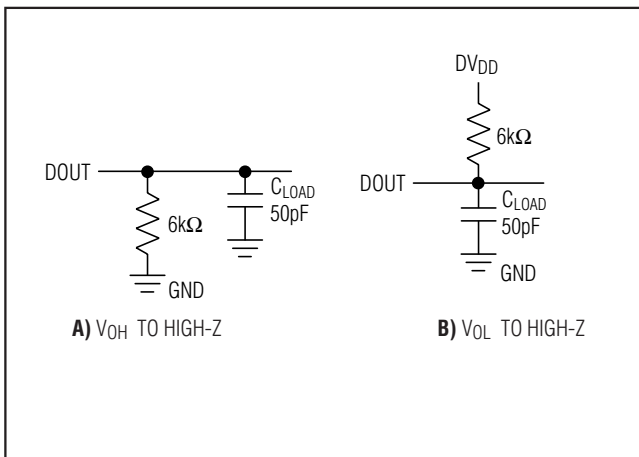 DOUT
6kΩ
C_LOAD
50pF
GND
A) V_OH TO HIGH-Z
DV_DD
6kΩ
DOUT
C_LOAD
50pF
GND
B) V_OL TO HIGH-Z